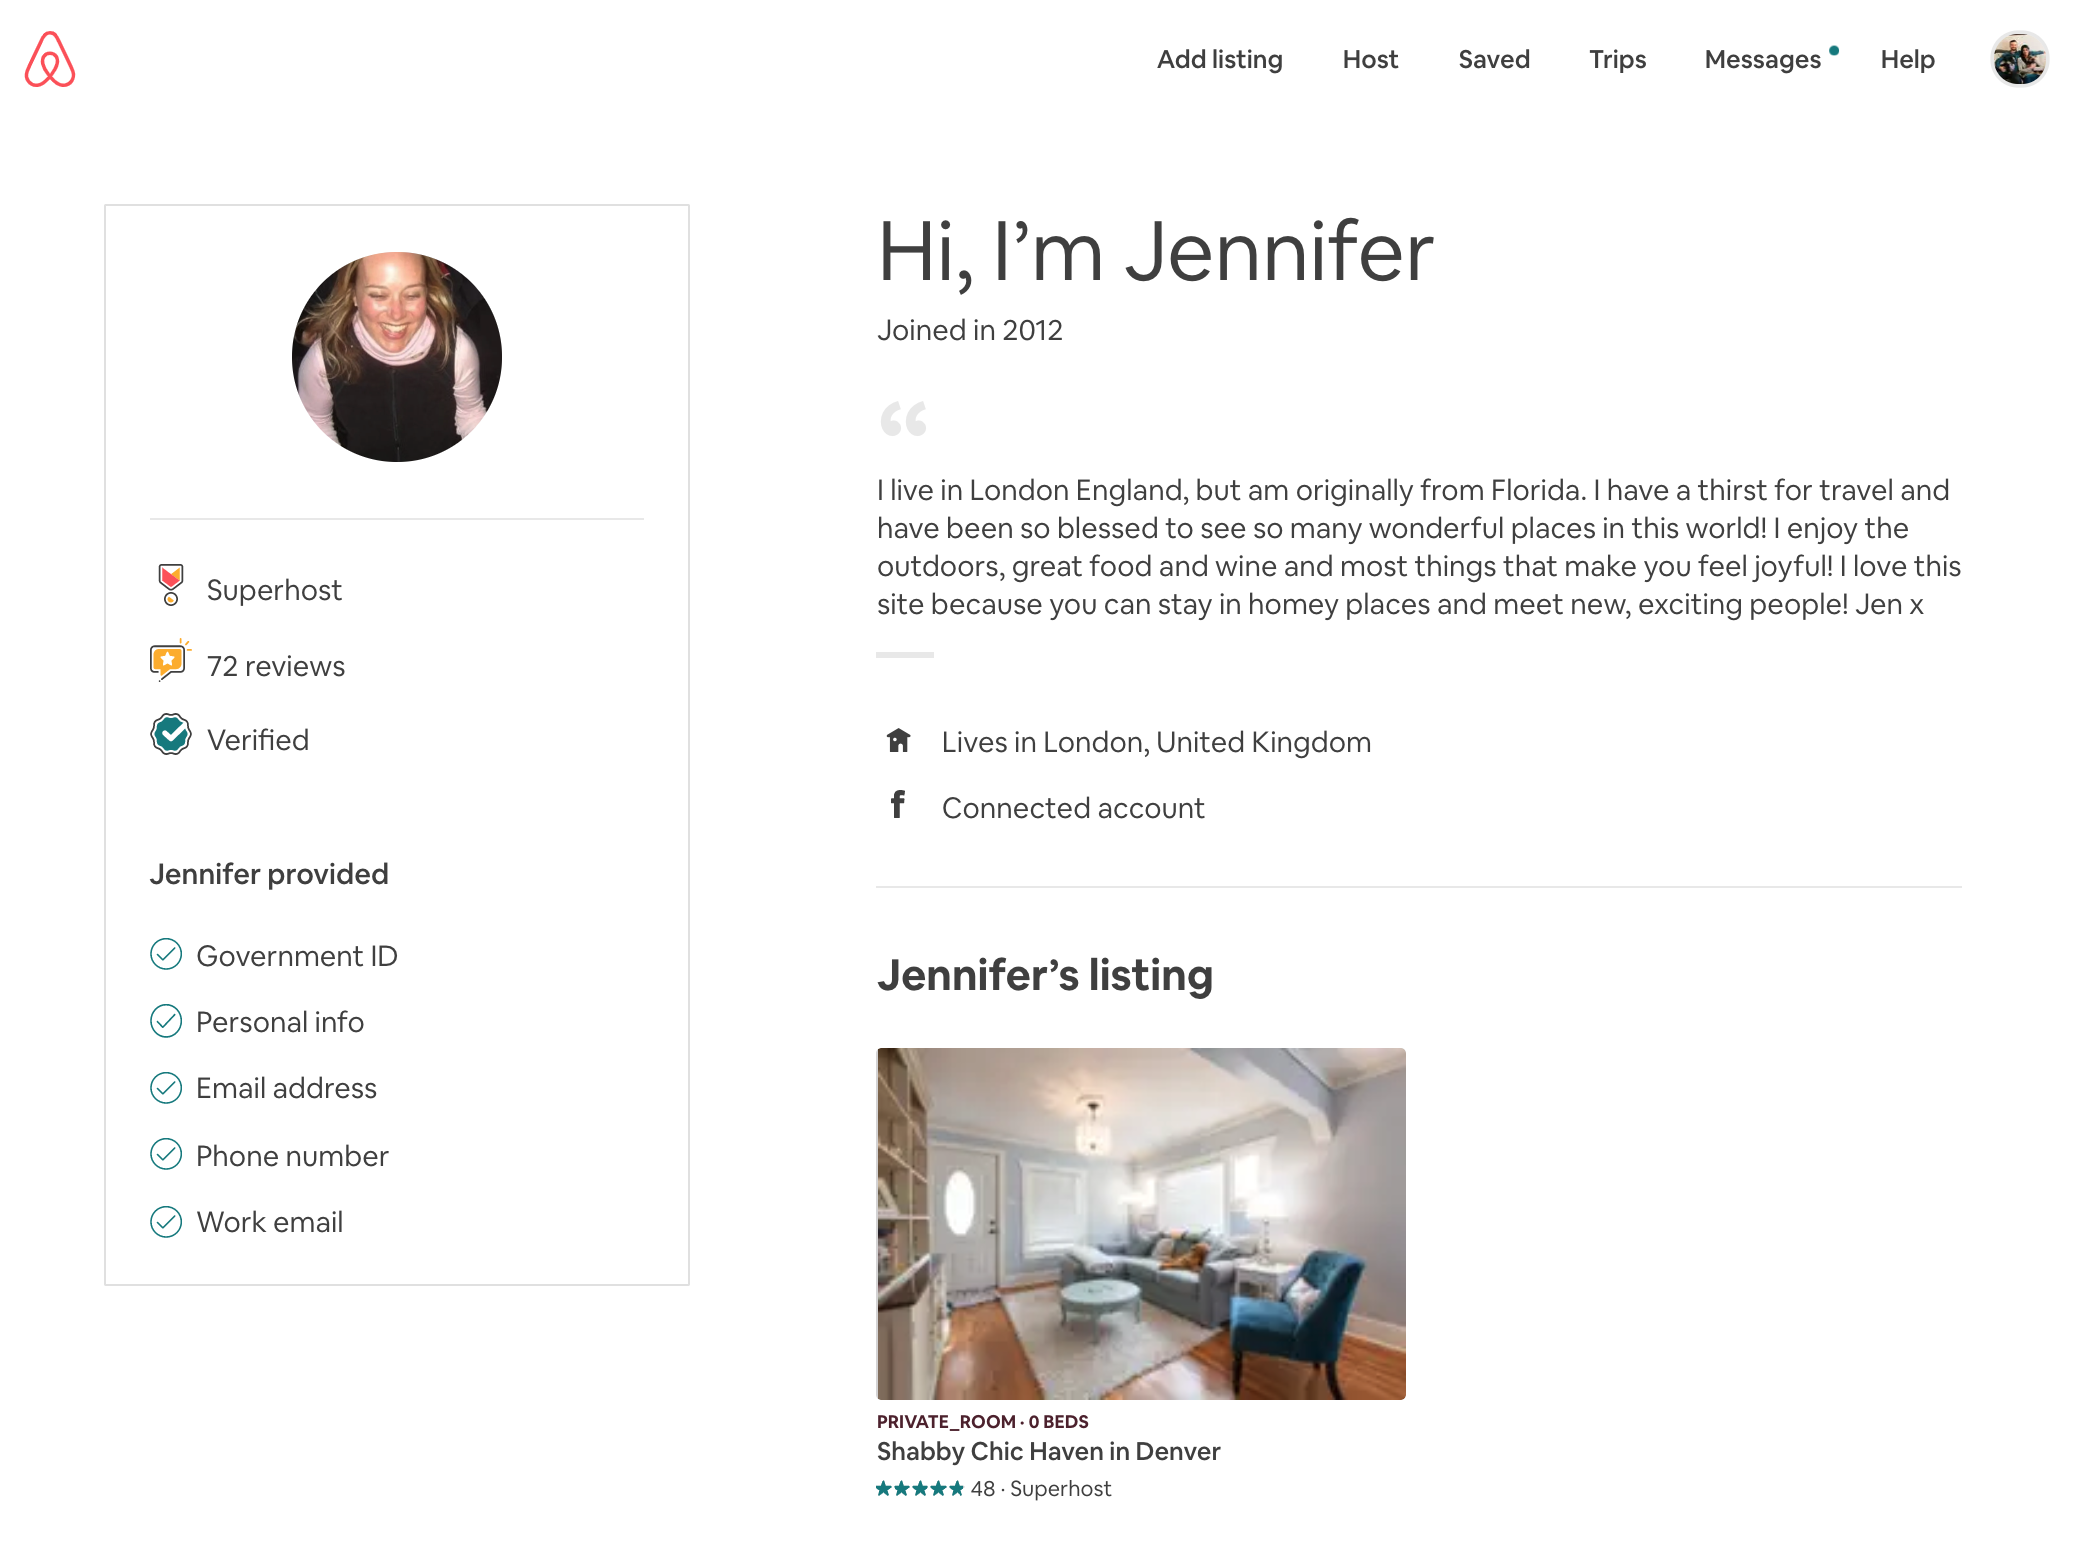 Add listing
Host
Saved
Trips
Messages
Help
Superhost
72 reviews
Verified
Jennifer provided
Government ID
Personal info
Email address
Phone number
Work email
Hi, I’m Jennifer
Joined in 2012
“
I live in London England, but am originally from Florida. I have a thirst for travel and
have been so blessed to see so many wonderful places in this world! I enjoy the
outdoors, great food and wine and most things that make you feel joyful! I love this
site because you can stay in homey places and meet new, exciting people! Jen x
Lives in London, United Kingdom
f Connected account
Jennifer’s listing
PRIVATE_ROOM · 0 BEDS
Shabby Chic Haven in Denver
★★★★★ 48 · Superhost